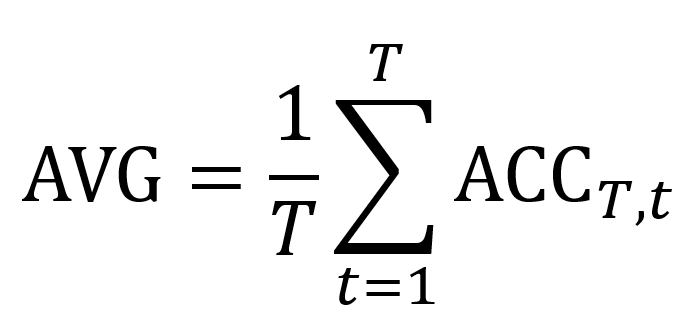 AVG = \frac{1}{T} \sum_{t=1}^{T} ACC_{T,t}